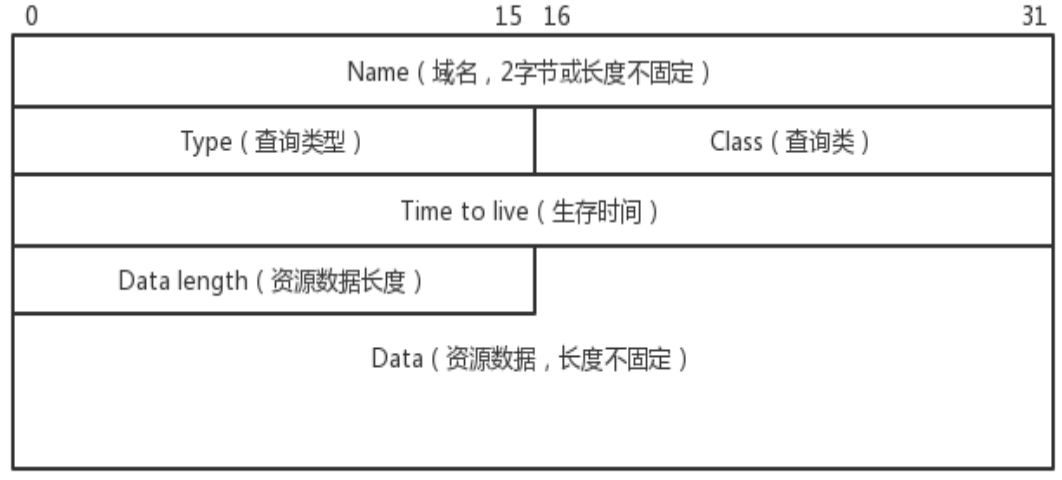 0 15 16 31
Name（域名，2字节或长度不固定）
Type（查询类型） Class（查询类）
Time to live（生存时间）
Data length（资源数据长度）
Data（资源数据，长度不固定）